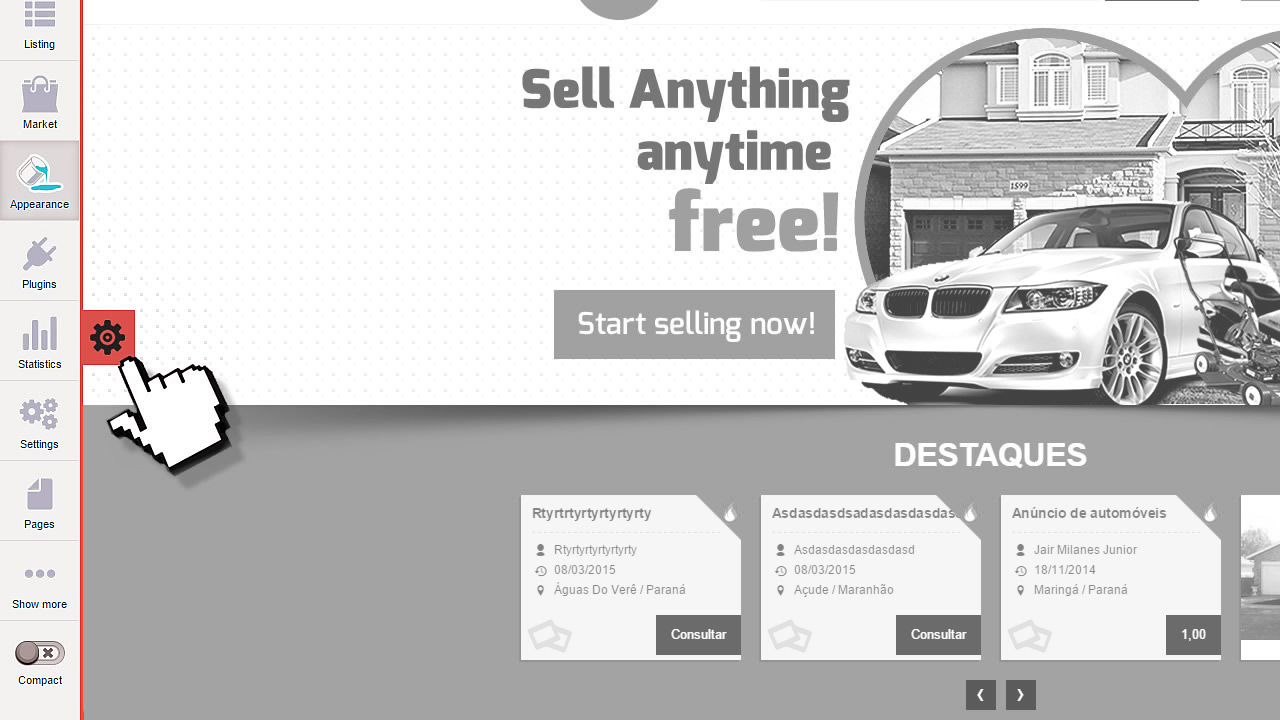 Listing
Market
Appearance
Plugins
Statistics
Settings
Pages
Show more
Compact
Sell Anything
anytime
free!
Start selling now!
1599
DESTAQUES
Rtyrtrtyrtyrtyrtyrty
Rtyrtyrtyrtyrtyrty
08/03/2015
Águas Do Verê / Paraná
Consultar
Asdasdasdsadasdasdasdas
Asdasdasdasdasdasd
08/03/2015
Açude / Maranhão
Consultar
Anúncio de automóveis
Jair Milanes Junior
18/11/2014
Maringá / Paraná
1,00